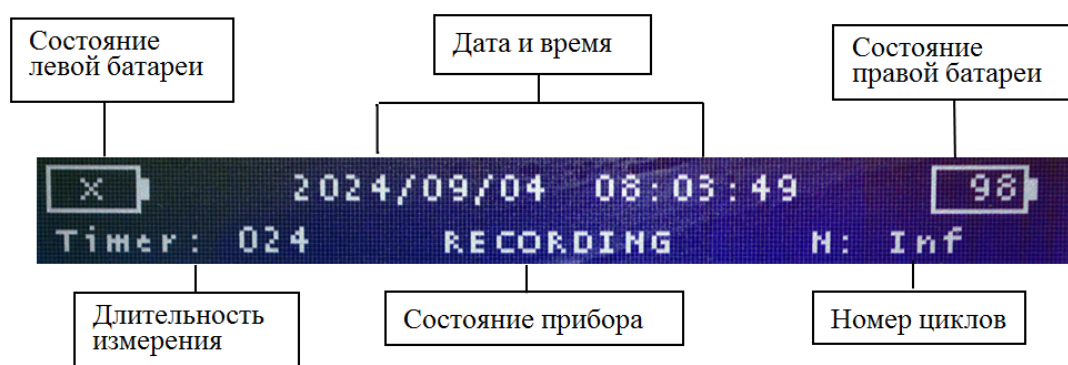 Состояние
левой батареи
Дата и время
Состояние
правой батареи
X 2024/09/04 08:03:49 98
Timer: 024 RECORDING N: Inf
Длительность
измерения
Состояние прибора
Номер циклов